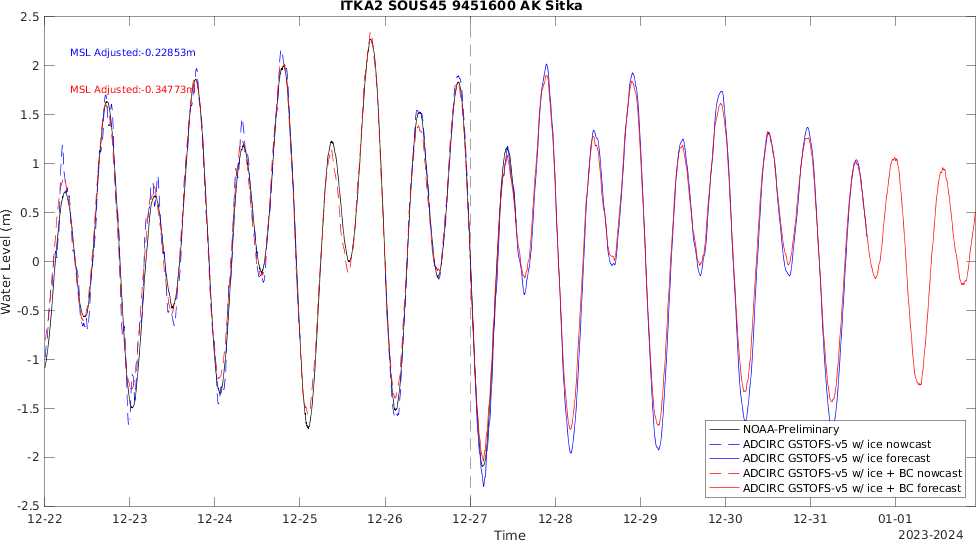 ITKA2 SOUS45 9451600 AK Sitka
MSL Adjusted:-0.22853m
MSL Adjusted:-0.34773m
Water Level (m)
2.5
2
1.5
1
0.5
0
-0.5
-1
-1.5
-2
-2.5
NOAA-Preliminary
ADCIRC GSTOFS-v5 w/ ice nowcast
ADCIRC GSTOFS-v5 w/ ice forecast
ADCIRC GSTOFS-v5 w/ ice + BC nowcast
ADCIRC GSTOFS-v5 w/ ice + BC forecast
12-22 12-23 12-24 12-25 12-26 12-27 12-28 12-29 12-30 12-31 01-01
Time
2023-2024